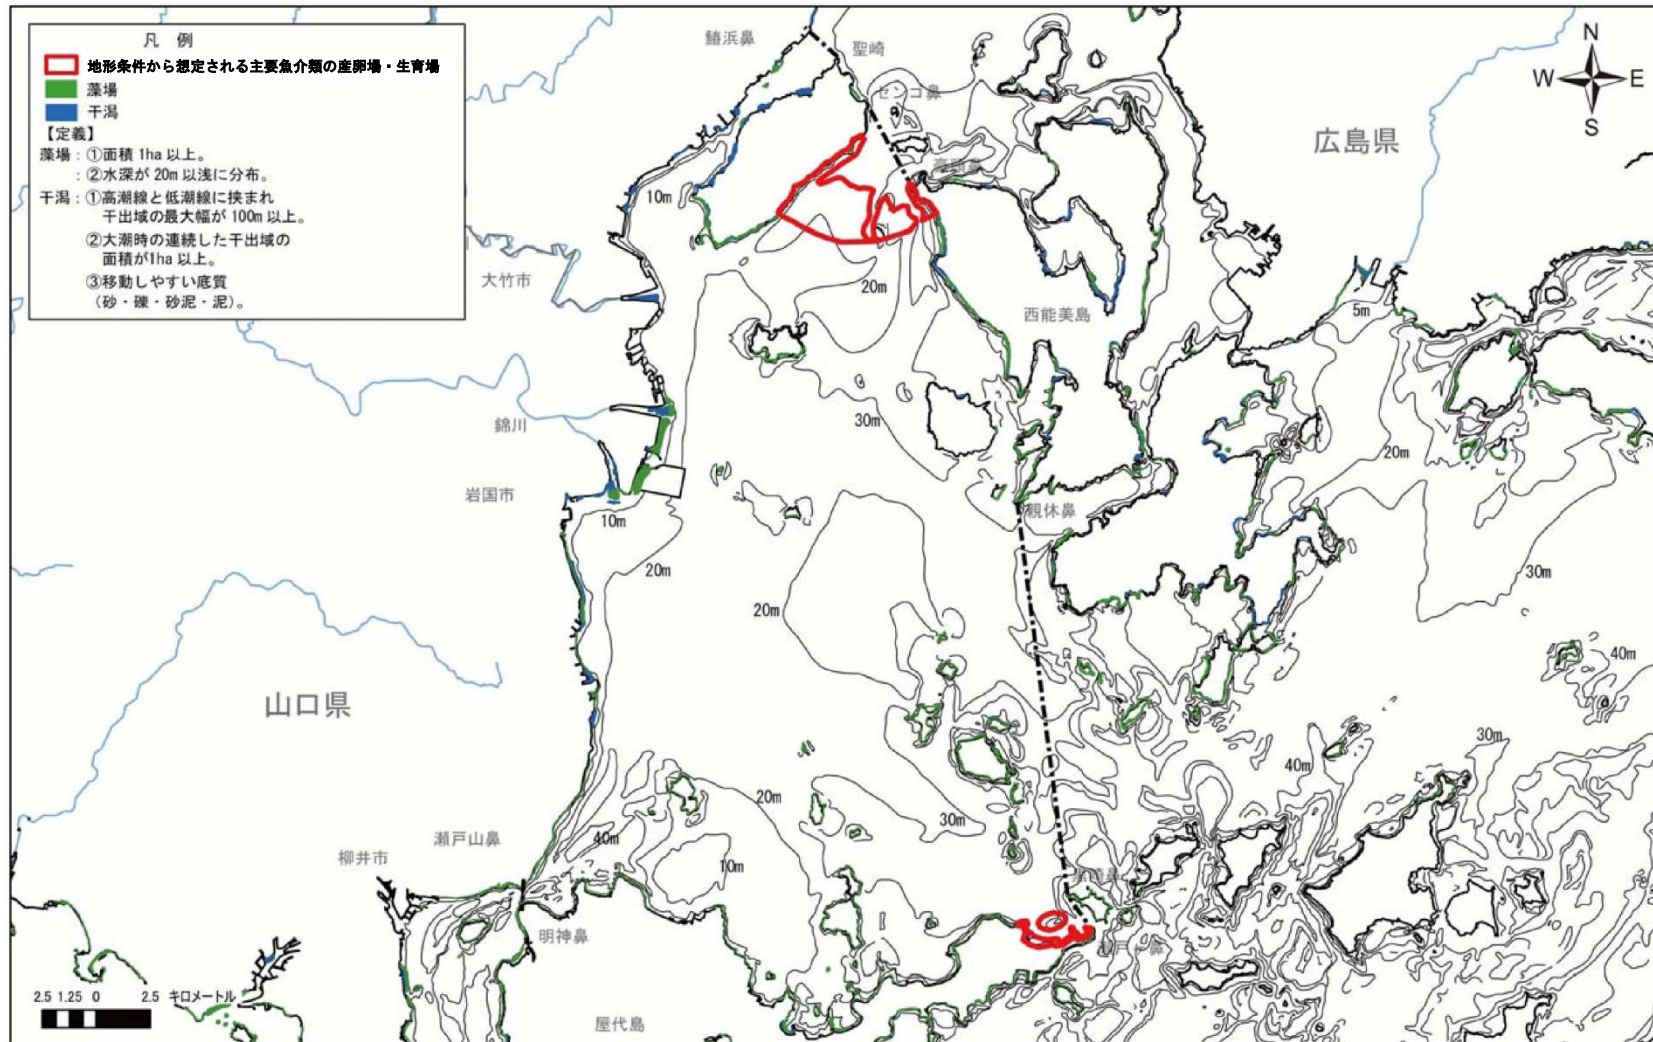 凡 例
地形条件から想定される主要魚介類の産卵場・生育場
藻場
干潟
【定義】
藻場：①面積 1ha 以上。
：②水深が 20m 以浅に分布。
干潟：①高潮線と低潮線に挟まれ
干出域の最大幅が 100m 以上。
②大潮時の連続した干出域の
面積が1ha 以上。
③移動しやすい底質
（砂・礫・砂泥・泥）。
鰆浜鼻
聖崎
センコ鼻
N
W E
S
広島県
10m
大竹市
20m
西能美島
5m
30m
錦川
20m
岩国市
10m
親休鼻
20m
30m
20m
40m
山口県
30m
40m
20m
30m
瀬戸山鼻
40m
柳井市
10m
明神鼻
2.5 1.25 0 2.5 キロメートル
屋代島